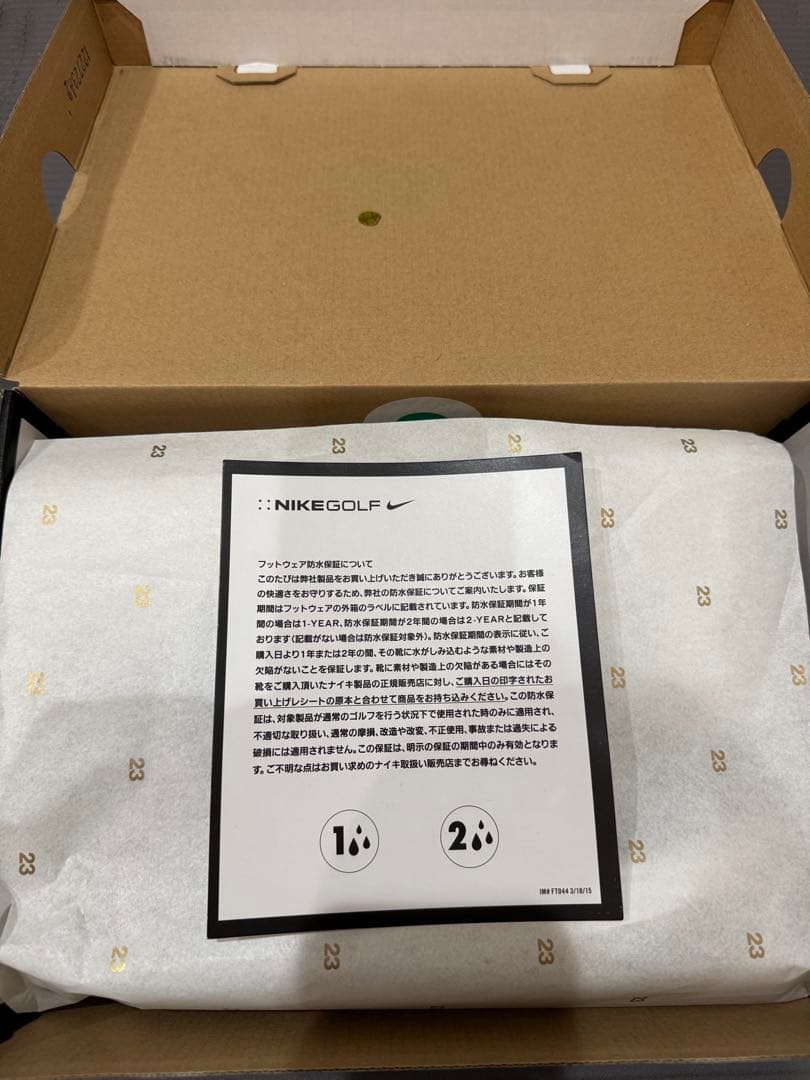 23 23 23 23
23 23 23
23 23
23 23 23
23 23
23 23
23 23 23 23
NIKEGOLF
フットウェア防水保証について
このたびは弊社製品をお買い上げいただき誠にありがとうございます。お客様
の快適さをお守りするため、弊社の防水保証についてご案内いたします。保証
期間はフットウェアの外箱のラベルに記載されています。防水保証期間が1年
間の場合は1-YEAR、防水保証期間が2年間の場合は2-YEARと記載して
おります(記載がない場合は防水保証対象外)。防水保証期間の表示に従い、ご
購入日より1年または2年の間、その靴に水がしみ込むような素材や製造上の
欠陥がないことを保証します。靴に素材や製造上の欠陥がある場合にはその
靴をご購入頂いたナイキ製品の正規販売店に対し、ご購入日の印字されたお
買い上げレシートの原本と合わせて商品をお持ち込みください。この防水保
証は、対象製品が通常のゴルフを行う状況下で使用された時のみに適用され、
不適切な取り扱い、通常の摩損、改造や改変、不正使用、事故または過失による
破損には適用されません。この保証は、明示の保証の期間中のみ有効となりま
す。ご不明な点はお買い求めのナイキ取扱い販売店までお尋ねください。
1 2
IM# FT044 3/18/15